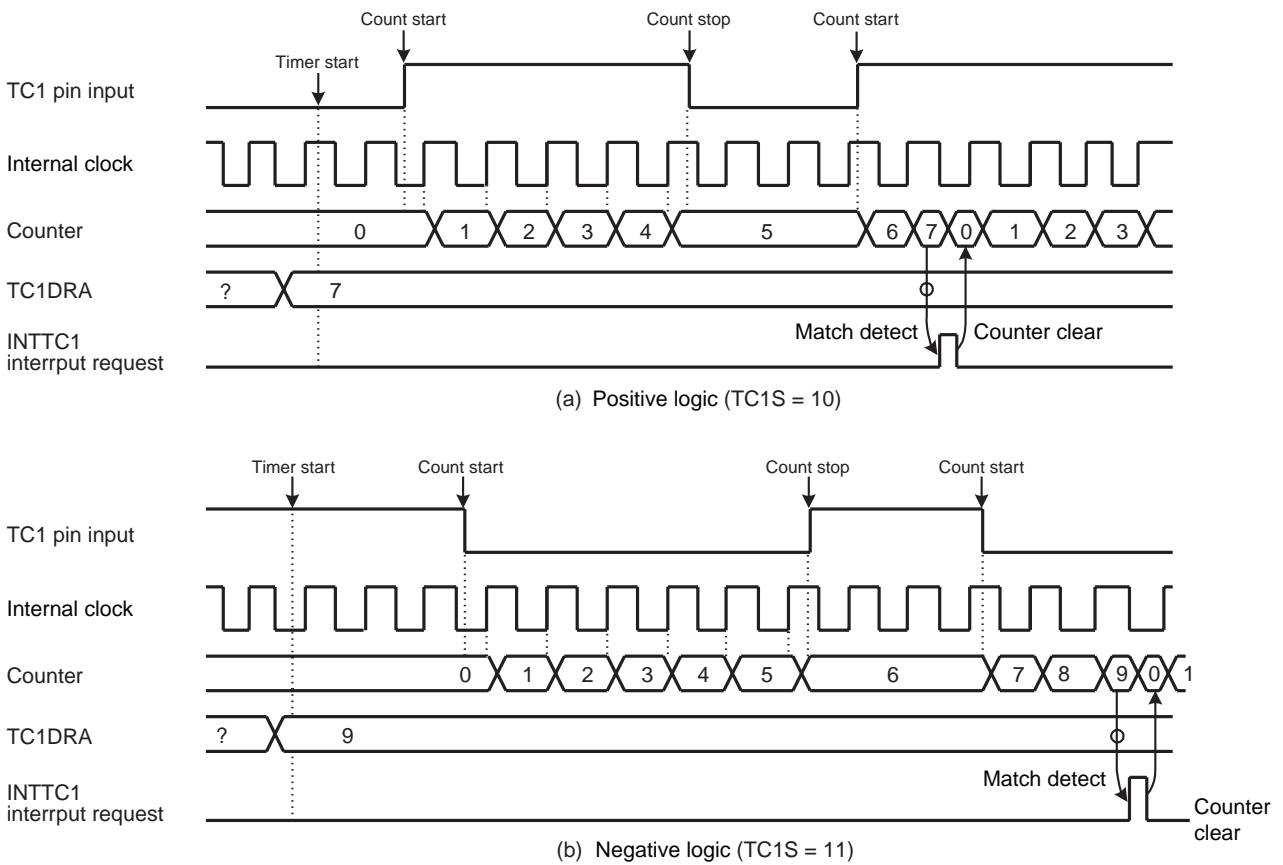 Count start
Count stop
Count start
Timer start
TC1 pin input
Internal clock
Counter
0 1 2 3 4 5 6 7 0 1 2 3
TC1DRA
? 7
Match detect
Counter clear
INTTC1
interrput request
(a) Positive logic (TC1S = 10)
Timer start
Count start
Count stop
Count start
TC1 pin input
Internal clock
Counter
0 1 2 3 4 5 6 7 8 9 0 1
TC1DRA
? 9
Match detect
INTTC1
interrput request
Counter
clear
(b) Negative logic (TC1S = 11)